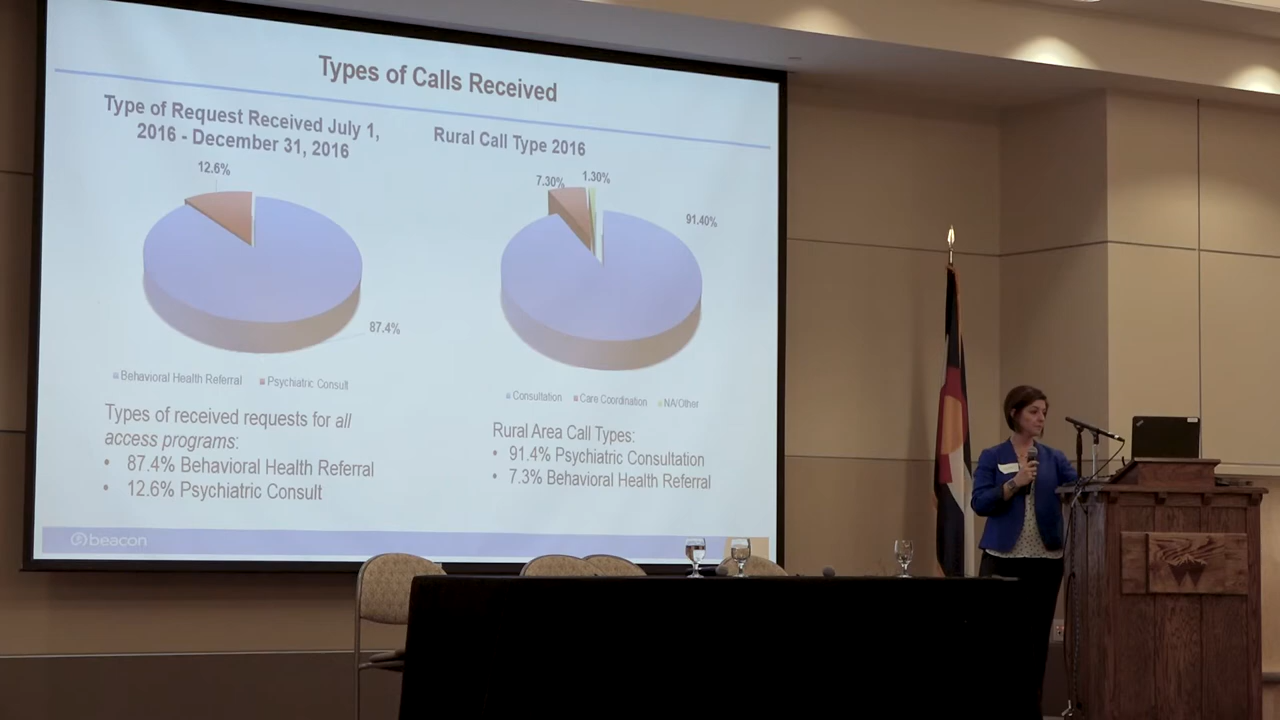 Types of Calls Received
Type of Request Received July 1,
2016 - December 31, 2016
12.6%
87.4%
Behavioral Health Referral
Psychiatric Consult
Types of received requests for all
access programs:
• 87.4% Behavioral Health Referral
• 12.6% Psychiatric Consult
Rural Call Type 2016
7.30%
1.30%
91.40%
Consultation
Care Coordination
NA/Other
Rural Area Call Types:
• 91.4% Psychiatric Consultation
• 7.3% Behavioral Health Referral
beacon